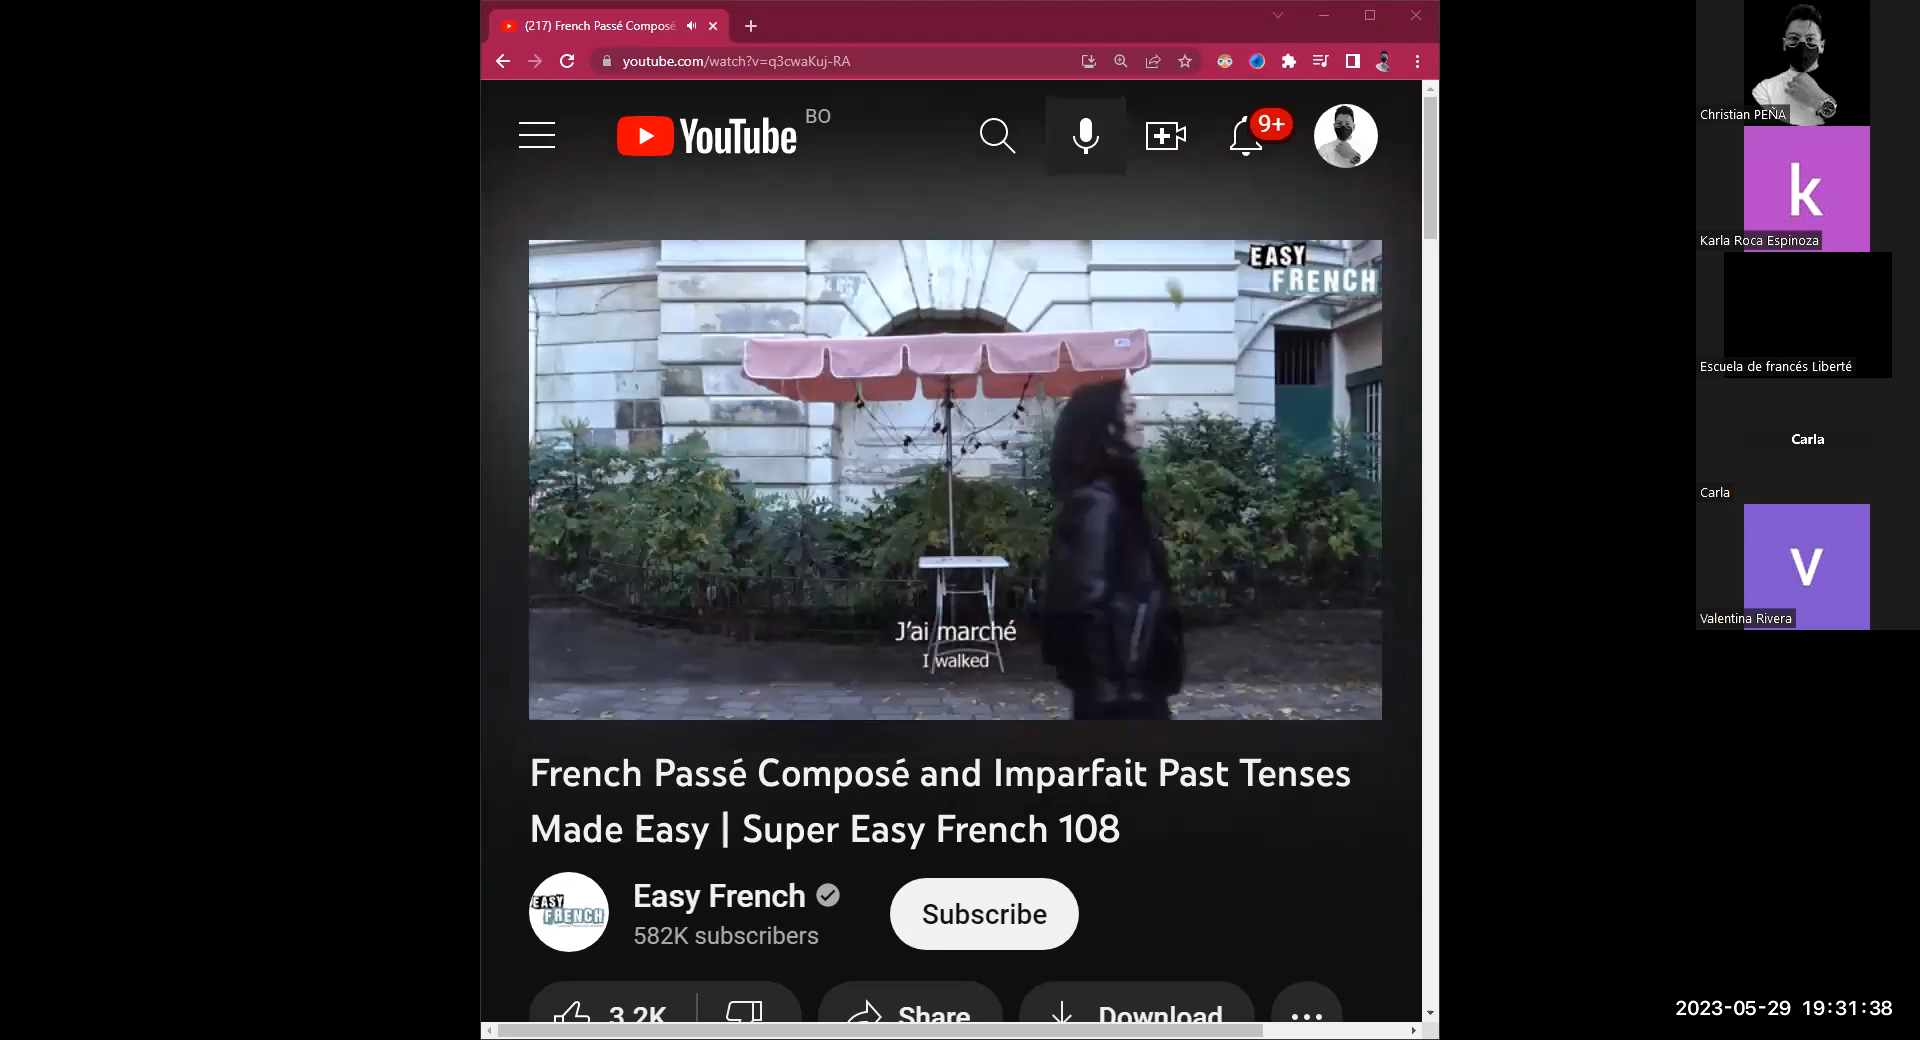 (217) French Passé Composé
youtube.com/watch?v=q3cwaKuj-RA
YouTube BO
9+
EASY
FRENCH
J'ai marché
I walked
French Passé Composé and Imparfait Past Tenses
Made Easy | Super Easy French 108
EASY
FRENCH
Easy French
582K subscribers
Subscribe
3.2K
Share
Download
Christian PEÑA
k
Karla Roca Espinoza
Escuela de francés Liberté
Carla
Carla
v
Valentina Rivera
2023-05-29 19:31:38